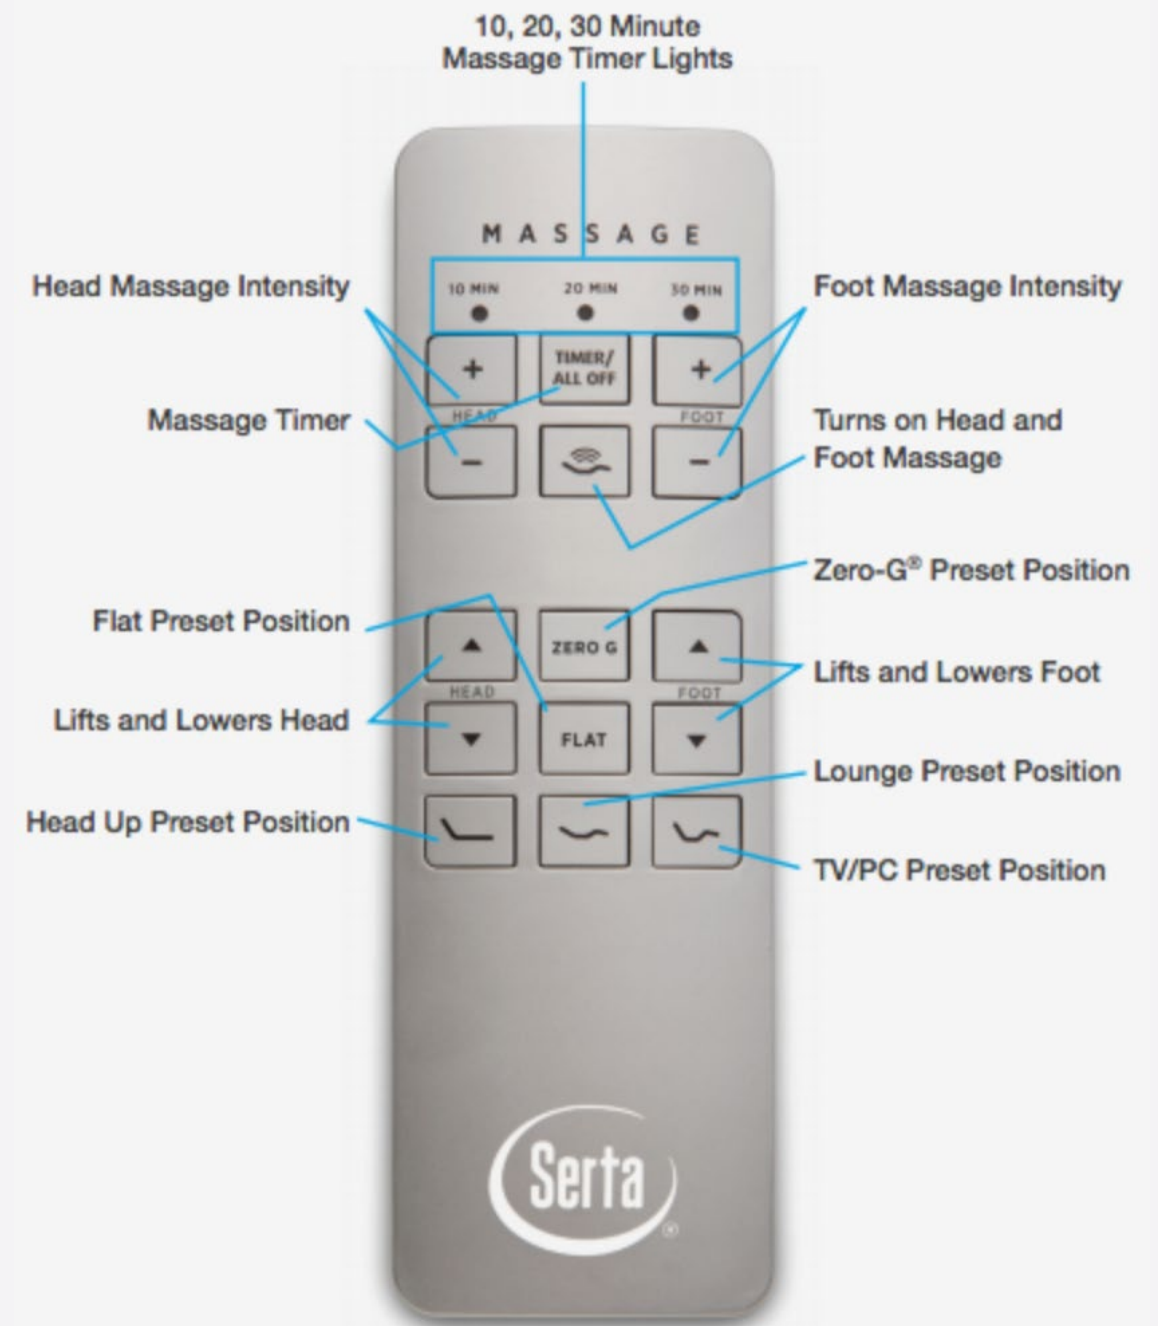 10, 20, 30 Minute
Massage Timer Lights
MASSAGE
Head Massage Intensity
10 MIN
20 MIN
30 MIN
Foot Massage Intensity
+
TIMER/
ALL OFF
+
Massage Timer
HEAD
FOOT
Turns on Head and
Foot Massage
-
-
Zero-G® Preset Position
Flat Preset Position
ZERO G
Lifts and Lowers Foot
HEAD
FOOT
Lifts and Lowers Head
FLAT
Lounge Preset Position
Head Up Preset Position
TV/PC Preset Position
Serta
®